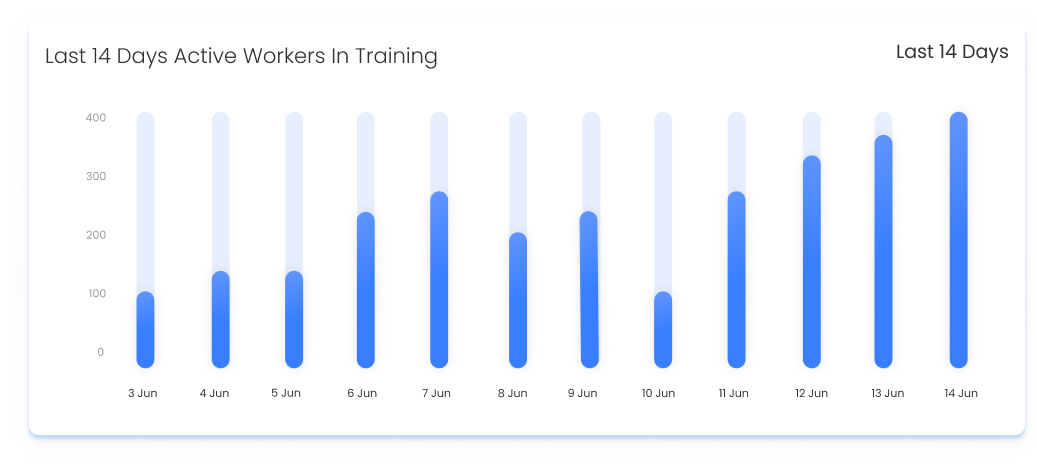 Last 14 Days Active Workers In Training
Last 14 Days
400
300
200
100
0
3 Jun 4 Jun 5 Jun 6 Jun 7 Jun 8 Jun 9 Jun 10 Jun 11 Jun 12 Jun 13 Jun 14 Jun